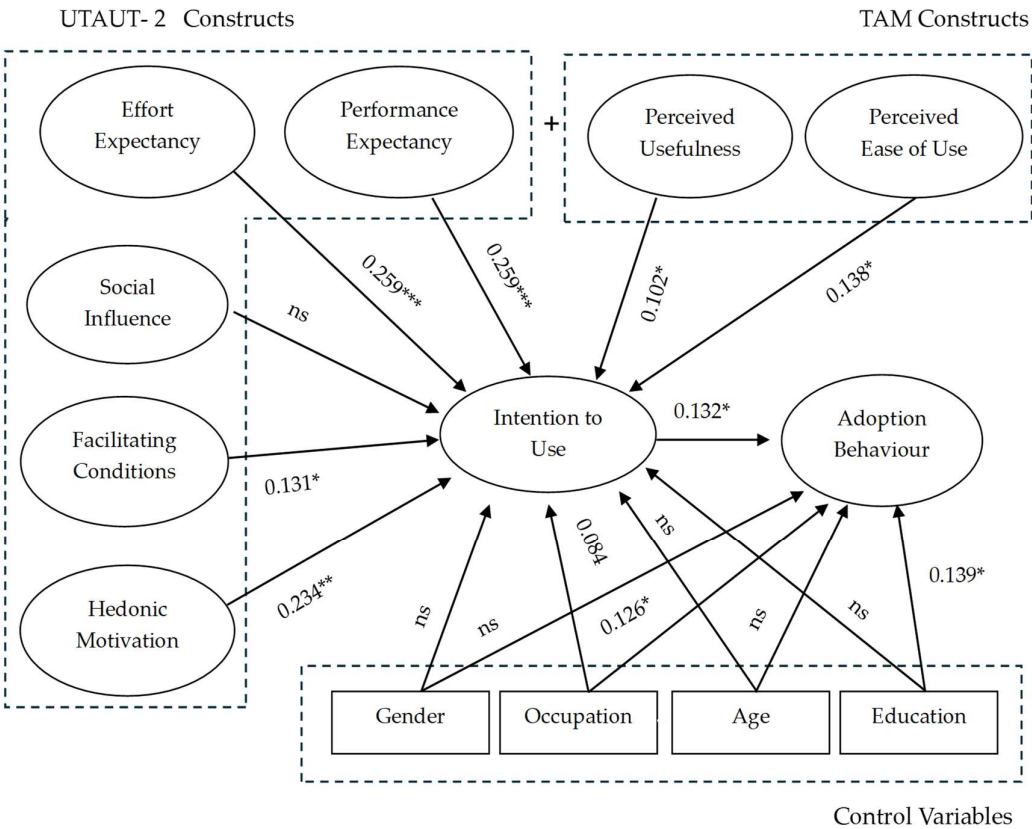 UTAUT- 2 Constructs
TAM Constructs
Effort
Expectancy
Performance
Expectancy
+
Perceived
Usefulness
Perceived
Ease of Use
0.259***
0.259***
0.102*
0.138*
Social
Influence
ns
Intention to
Use
0.132*
Adoption
Behaviour
Facilitating
Conditions
0.131*
Hedonic
Motivation
0.234**
ns
ns
0.084
0.126*
ns
ns
ns
0.139*
Gender
Occupation
Age
Education
Control Variables